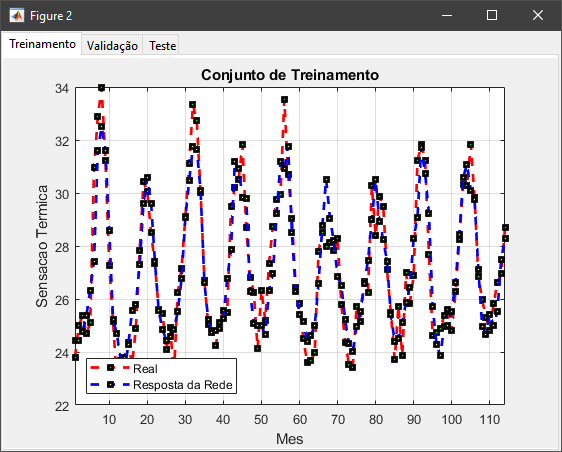 Figure 2
Treinamento Validação Teste
Conjunto de Treinamento
34
32
30
28
26
24
22
Sensacao Termica
Real
Resposta da Rede
10 20 30 40 50 60 70 80 90 100 110
Mes